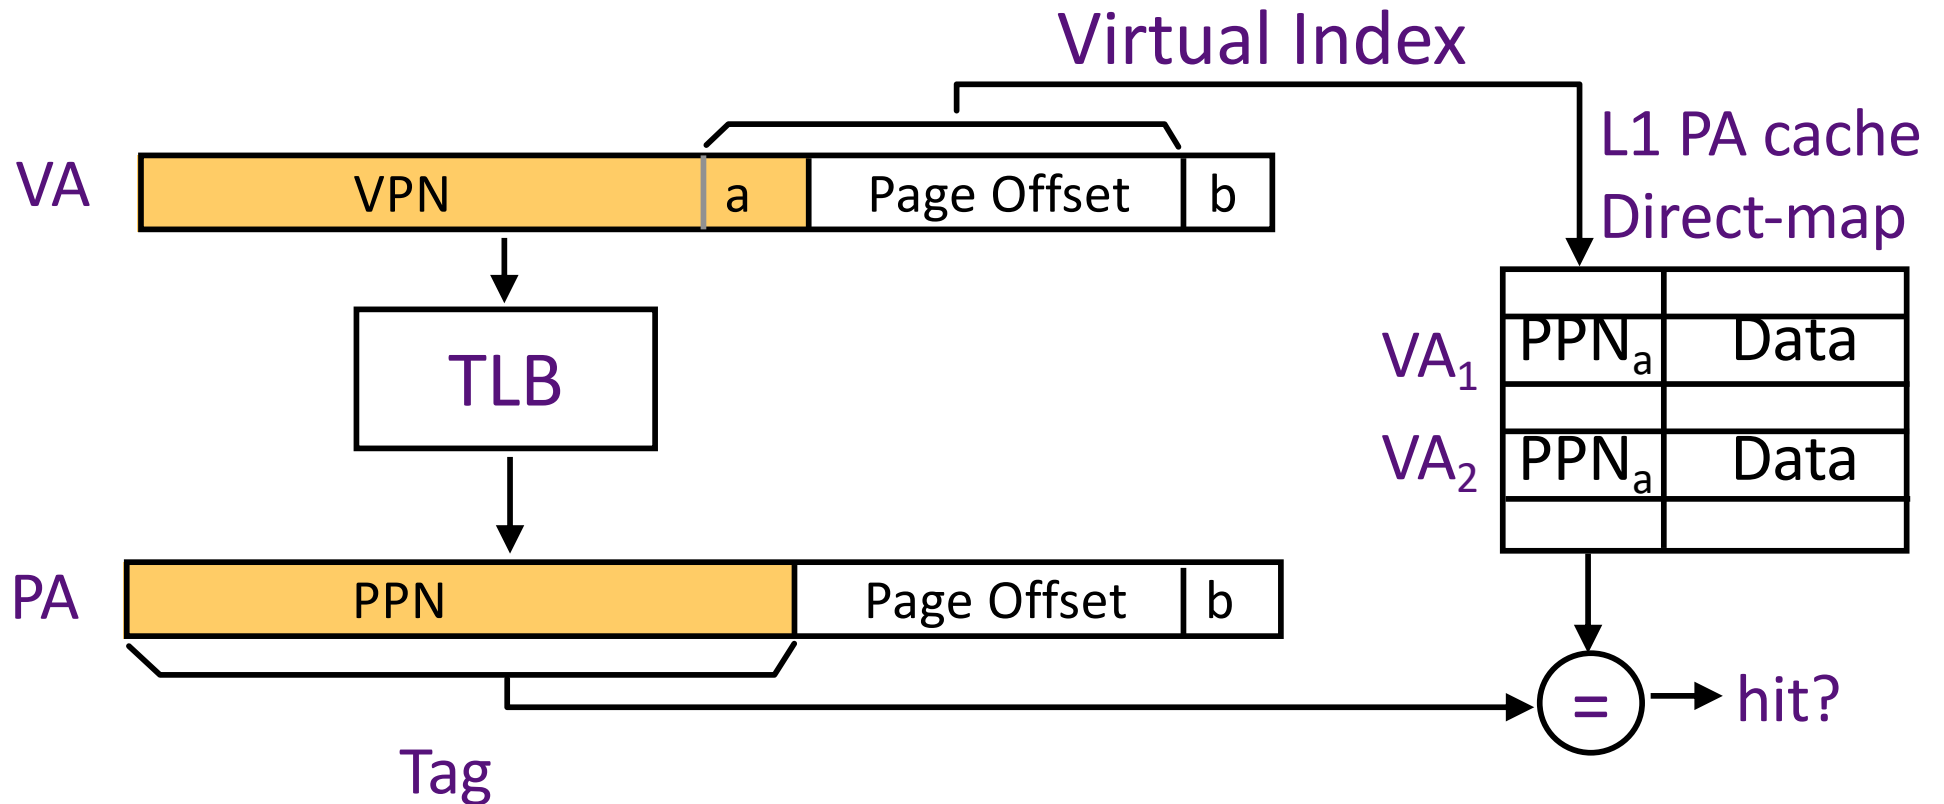 Virtual Index
L1 PA cache
Direct-map
VA
VPN
a
Page Offset
b
TLB
VA1
PPNa
Data
VA2
PPNa
Data
PA
PPN
Page Offset
b
=
hit?
Tag